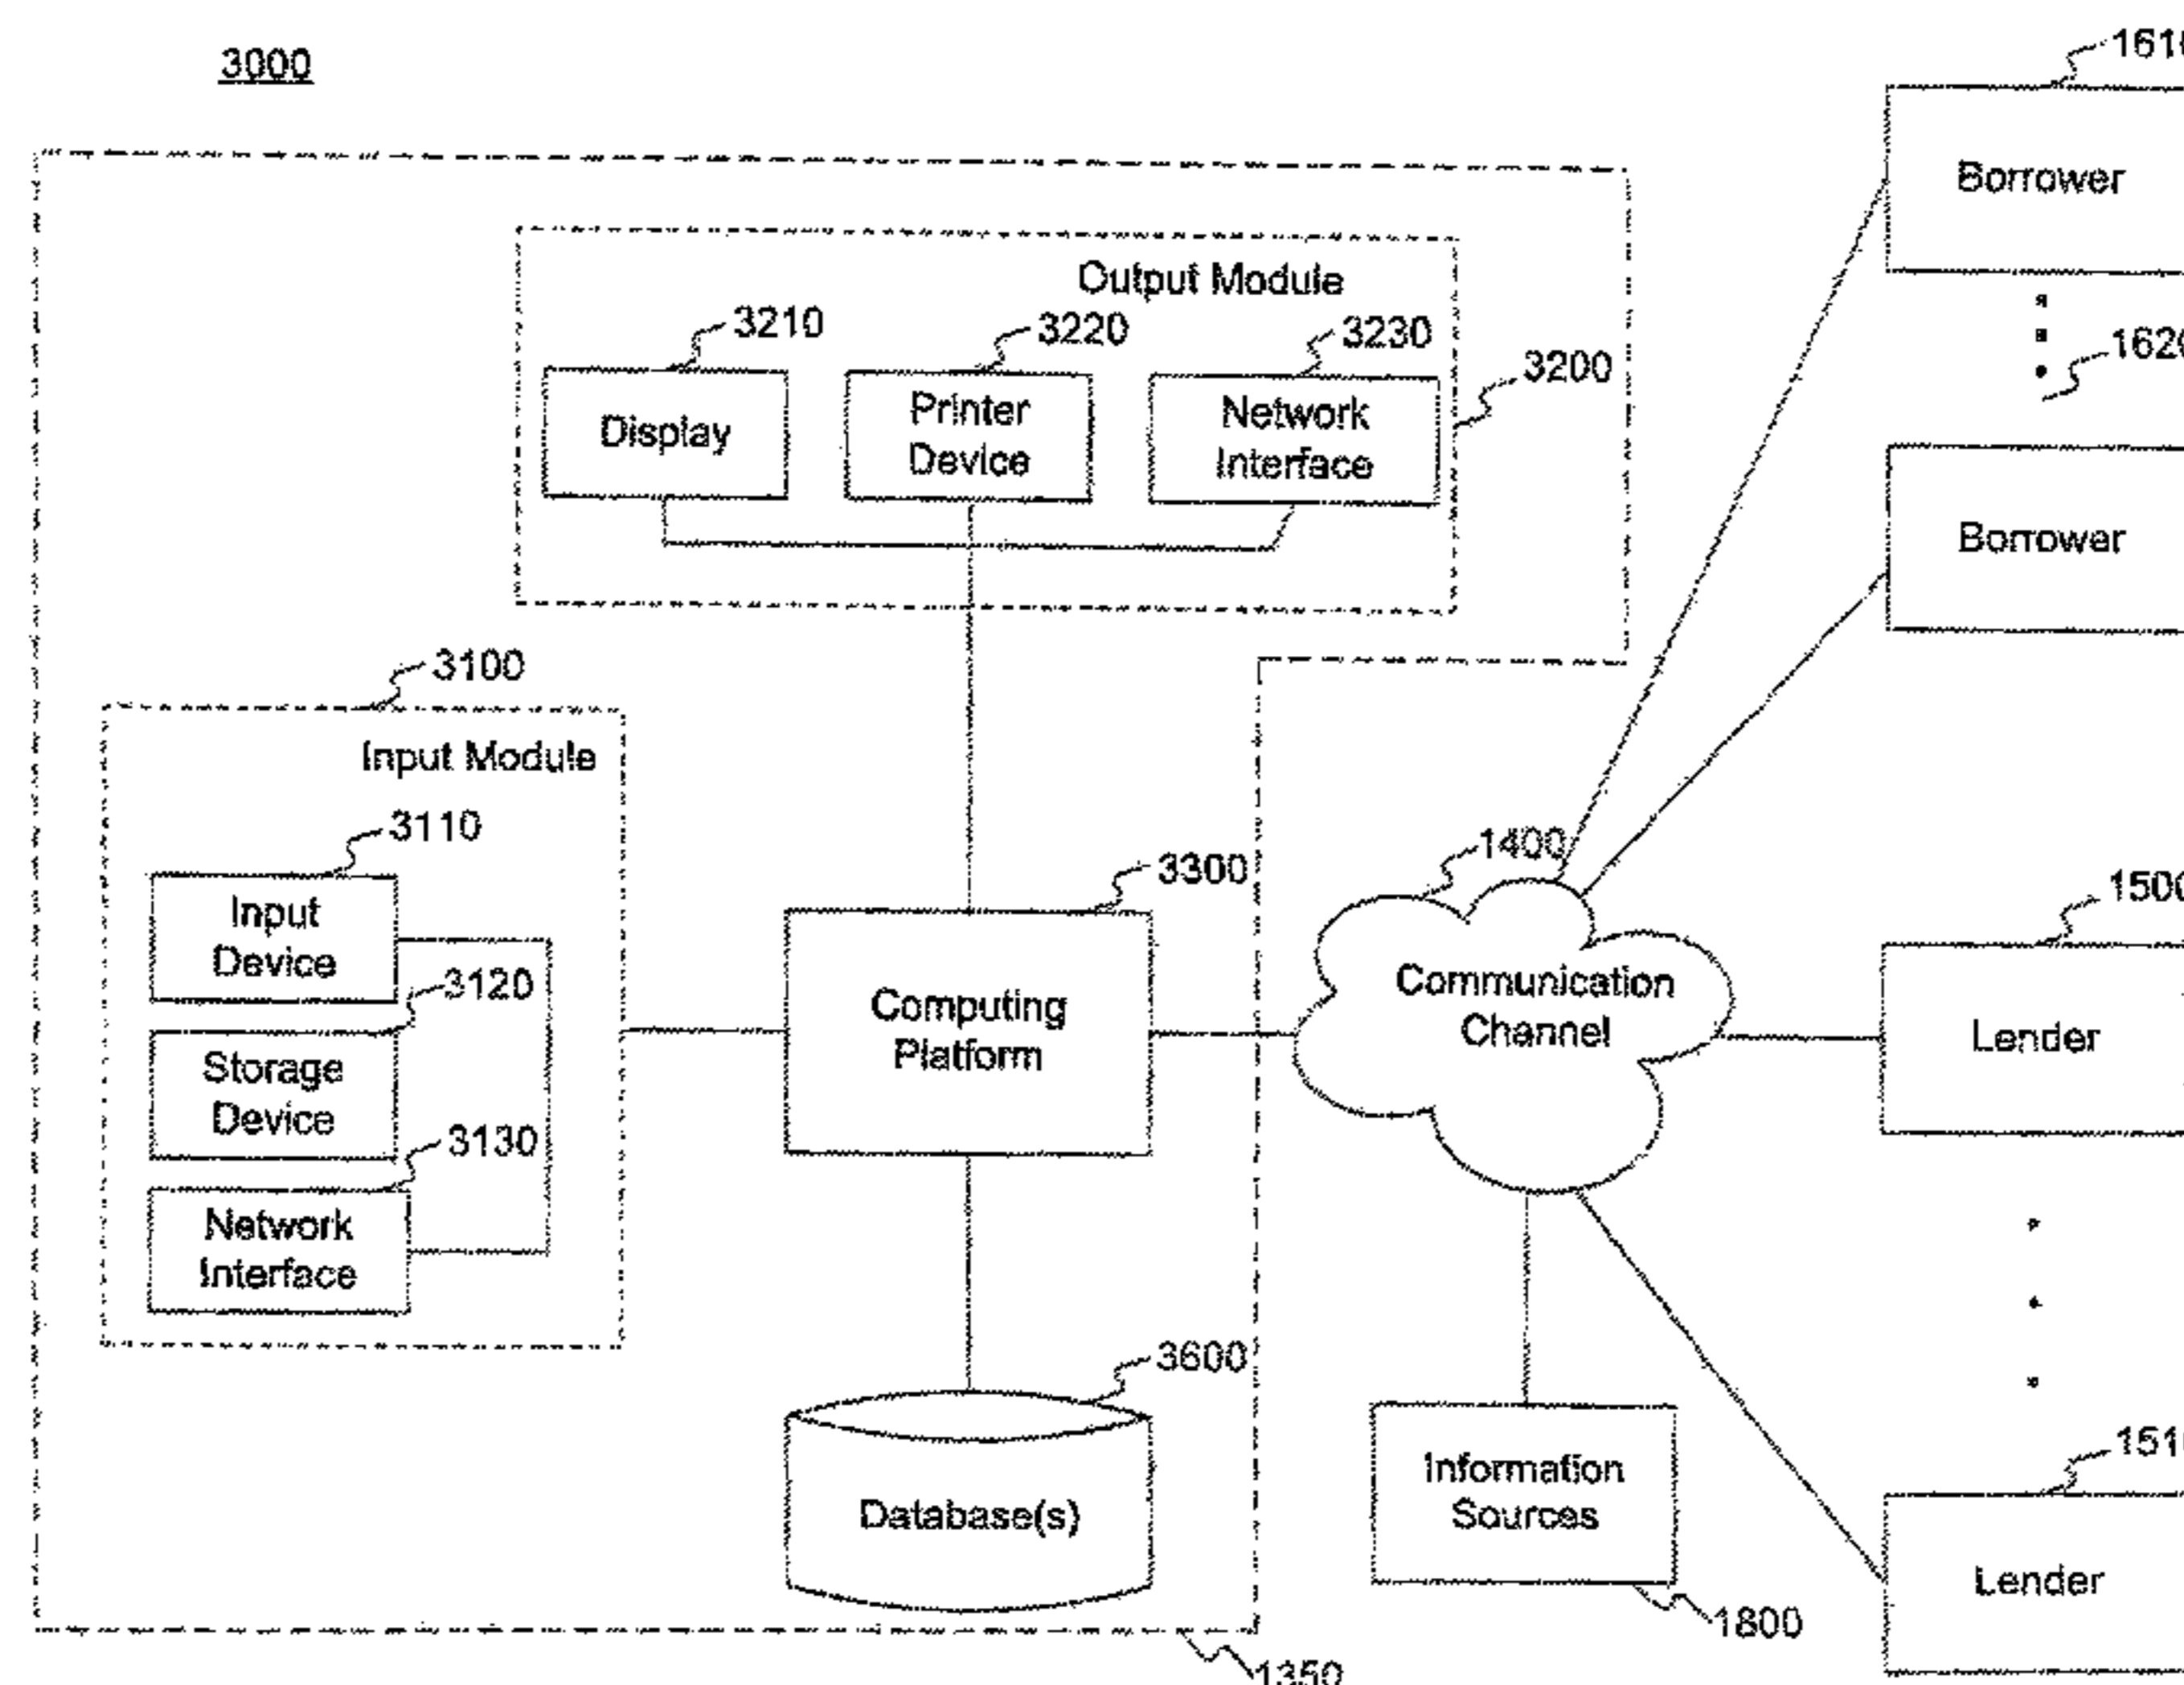 3000
Output Module
3210
3220
3230
3200
Display
Printer
Device
Network
Interface
3100
Input Module
3110
Input
Device
3120
Storage
Device
3130
Network
Interface
3300
Computing
Platform
3600
Database(s)
1350
1400
Communication
Channel
Information
Sources
1800
Borrower
Borrower
Lender
Lender